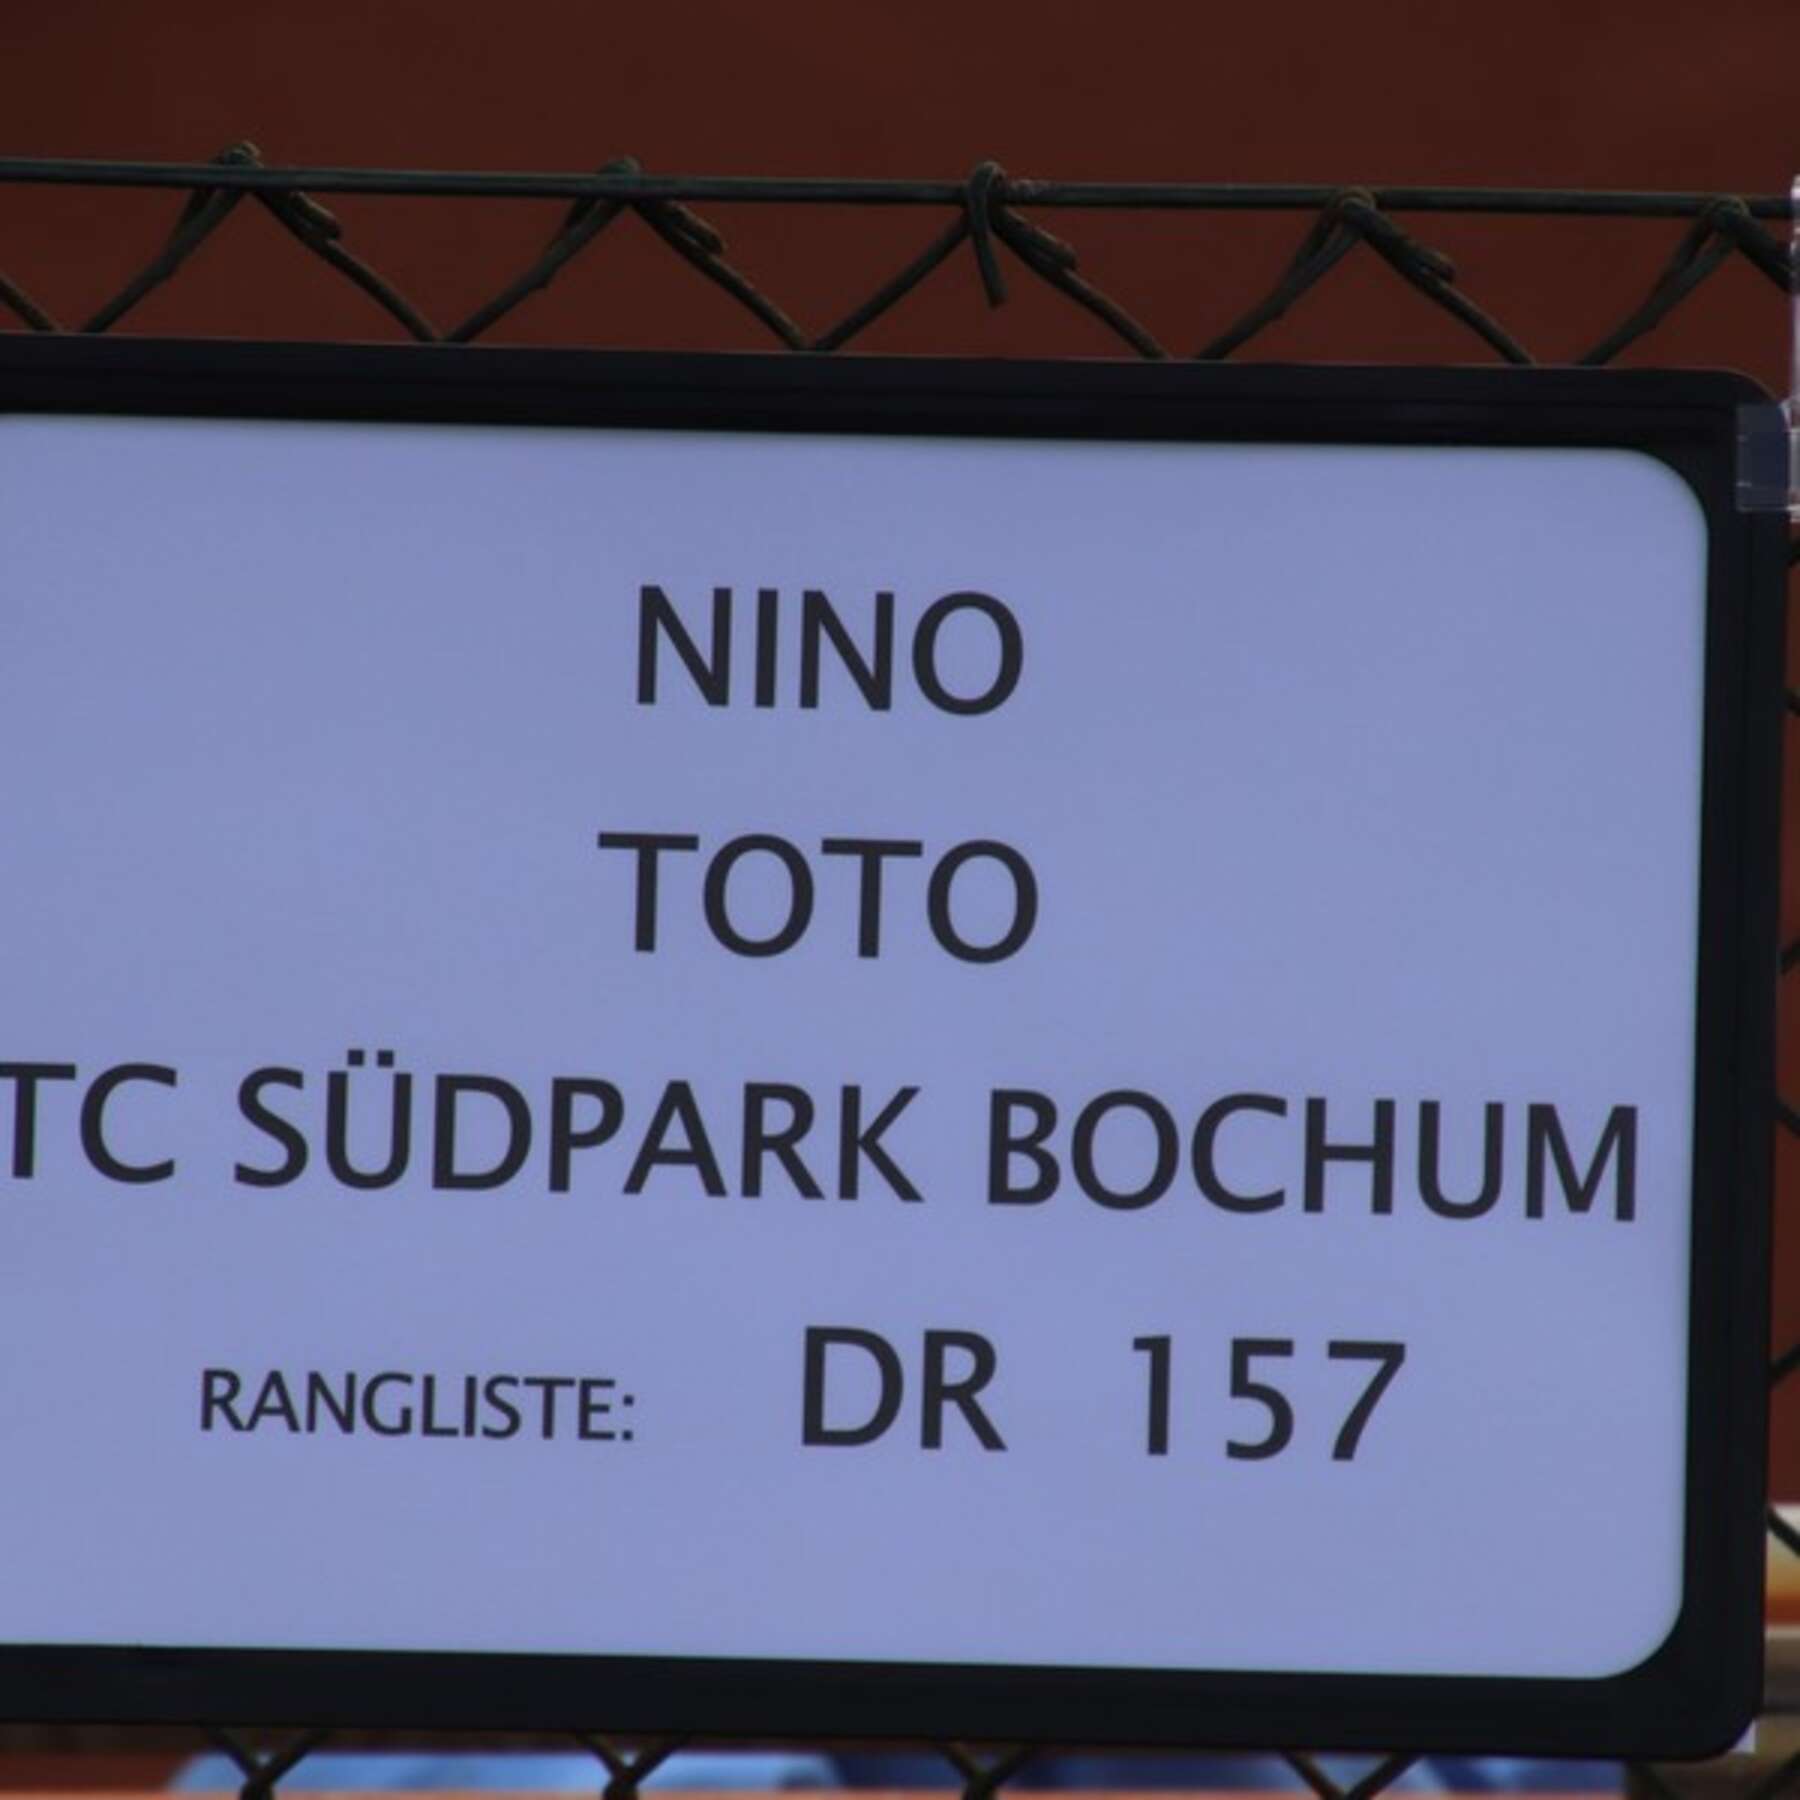 NINO
TOTO
TC SÜDPARK BOCHUM
RANGLISTE: DR 157